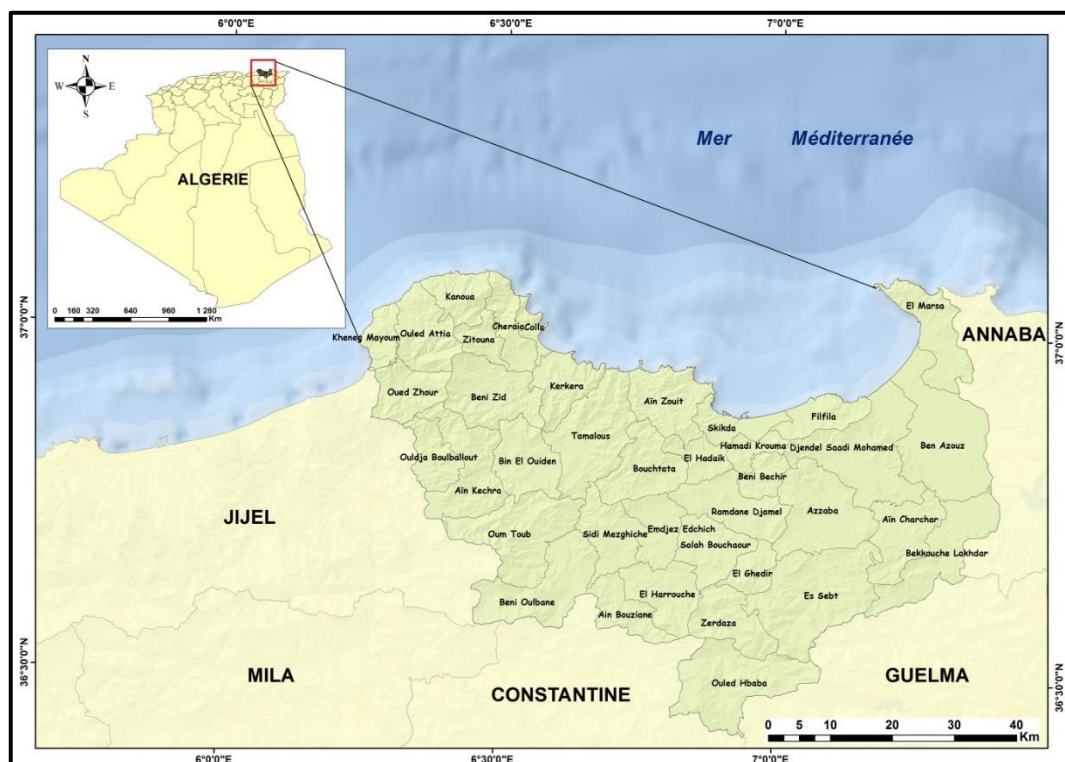 6°0'0"E 6°30'0"E 7°0'0"E
N
W E
S
ALGERIE
0 160 320 640 960 1 280
Km
Mer Méditerranée
37°0'0"N
37°0'0"N
El Marsa
ANNABA
Kanoua
Kheneg Mayoum
Ouled Attia
Cheraia
Colla
Zitouna
Oued Zhour
Beni Zid
Kerkera
Aïn Zouit
Filfila
Skikda
Tamalous
Hamadi Krouma
Djendel Saadi Mohamed
Ben Azouz
Ouldja Boulballout
Bin El Ouiden
Bouchtata
El Hadaik
Beni Bechir
Aïn Kechra
JIJEL
Ramdane Djamel
Azzaba
Aïn Charchar
Oum Toub
Sidi Mezghiche
Emdjez Edchich
Salah Bouchaour
Bekkouche Lakhdar
El Ghedir
Beni Oulbane
El Harrouche
Es Sebt
Ain Bouziane
Zerdaza
36°30'0"N
MILA
CONSTANTINE
Ouled Hbaba
GUELMA
36°30'0"N
0 5 10 20 30 40
Km
6°0'0"E 6°30'0"E 7°0'0"E